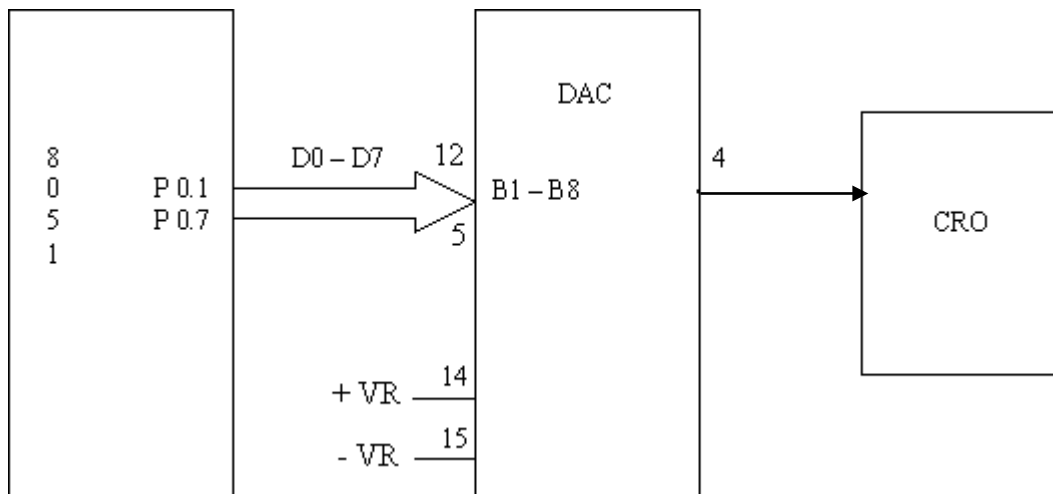 DAC
8
0
5
1
P 0.1
P 0.7
D0 – D7
12
5
B1 – B8
4
CRO
+ VR
14
- VR
15